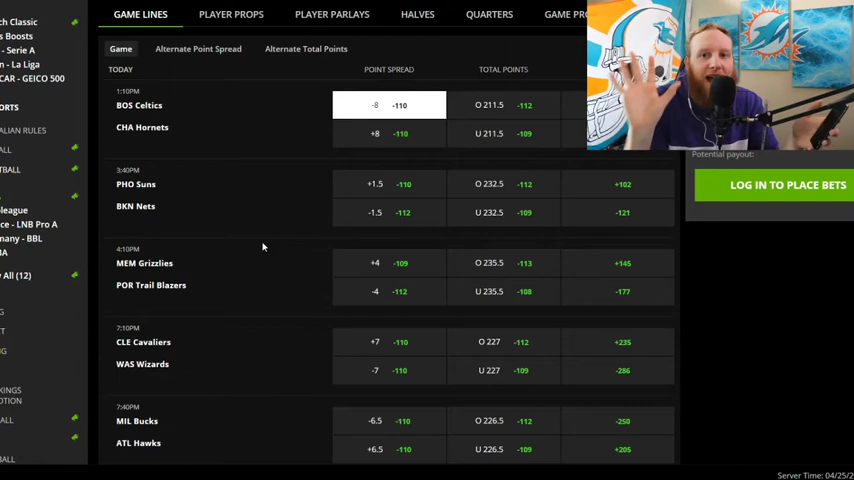 GAME LINES PLAYER PROPS PLAYER PARLAYS HALVES QUARTERS GAME PRO
Game Alternate Point Spread Alternate Total Points
TODAY POINT SPREAD TOTAL POINTS
1:10PM
BOS Celtics -8 -110 O 211.5 -112
CHA Hornets +8 -110 U 211.5 -109
3:40PM
PHO Suns +1.5 -110 O 232.5 -112 +102
BKN Nets -1.5 -112 U 232.5 -109 -121
4:10PM
MEM Grizzlies +4 -109 O 235.5 -113 +145
POR Trail Blazers -4 -112 U 235.5 -108 -177
7:10PM
CLE Cavaliers +7 -110 O 227 -112 +235
WAS Wizards -7 -110 U 227 -109 -286
7:40PM
MIL Bucks -6.5 -110 O 226.5 -112 -250
ATL Hawks +6.5 -110 U 226.5 -109 +205
ch Classic
s Boosts
- Serie A
n - La Liga
CAR - GEICO 500
ORTS
ALIAN RULES
ALL
TBALL
oleague
ce - LNB Pro A
many - BBL
BA
All (12)
G
CT
NG
KINGS
OTION
ALL
BALL
Potential payout:
LOG IN TO PLACE BETS
Server Time: 04/25/2